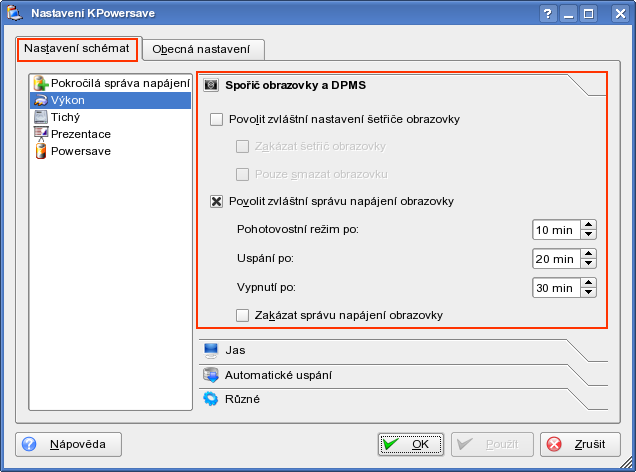 Nastavení KPowersave
Nastavení schémat
Obecná nastavení
Pokročilá správa napájení
Výkon
Tichý
Prezentace
Powersave
Spořič obrazovky a DPMS
Povolit zvláštní nastavení šetřiče obrazovky
Zakázat šetřič obrazovky
Pouze smazat obrazovku
Povolit zvláštní správu napájení obrazovky
Pohotovostní režim po: 10 min
Uspání po: 20 min
Vypnutí po: 30 min
Zakázat správu napájení obrazovky
Jas
Automatické uspání
Různé
Nápověda
OK
Použít
Zrušit